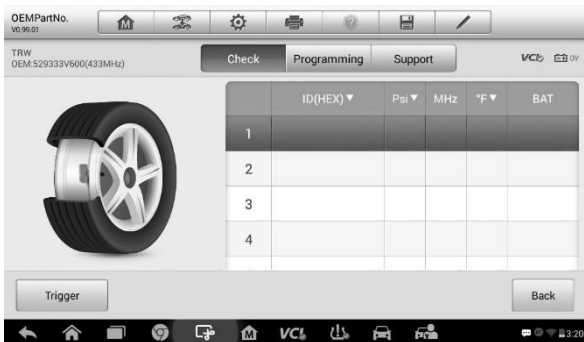 OEMPartNo.
V0.99.01
TRW
OEM:529333V600(433MHz)
Check Programming Support
VCI 0V
ID(HEX)▼ Psi▼ MHz °F▼ BAT
1
2
3
4
Trigger
Back
VCI
3:20